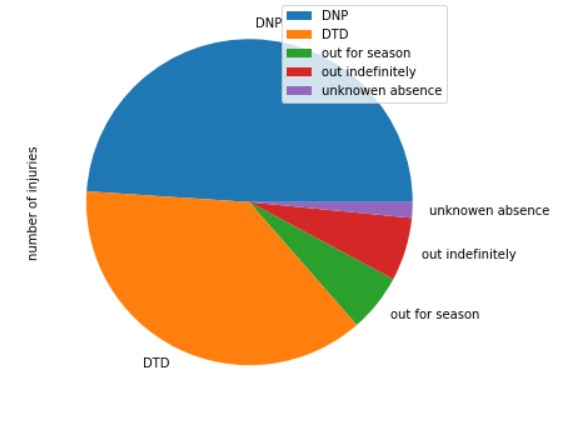 DNP
DNP
DTD
out for season
out indefinitely
unknowen absence
number of injuries
unknowen absence
out indefinitely
out for season
DTD